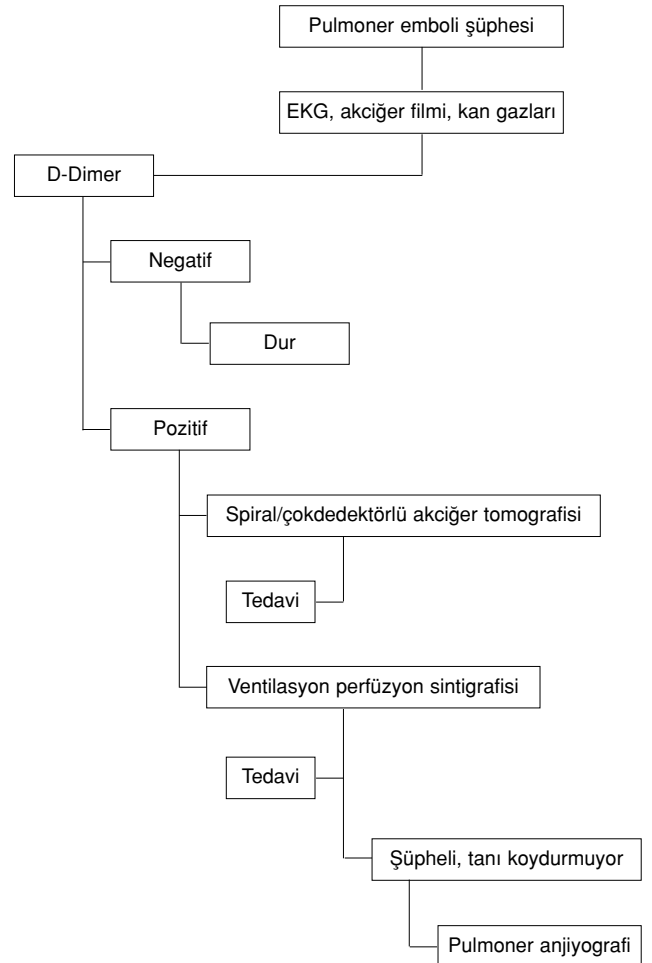 Pulmoner emboli şüphesi
EKG, akciğer filmi, kan gazları
D-Dimer
Negatif
Dur
Pozitif
Spiral/çokdedektörlü akciğer tomografisi
Tedavi
Ventilasyon perfüzyon sintigrafisi
Tedavi
Şüpheli, tanı koydurmuyor
Pulmoner anjiyografi